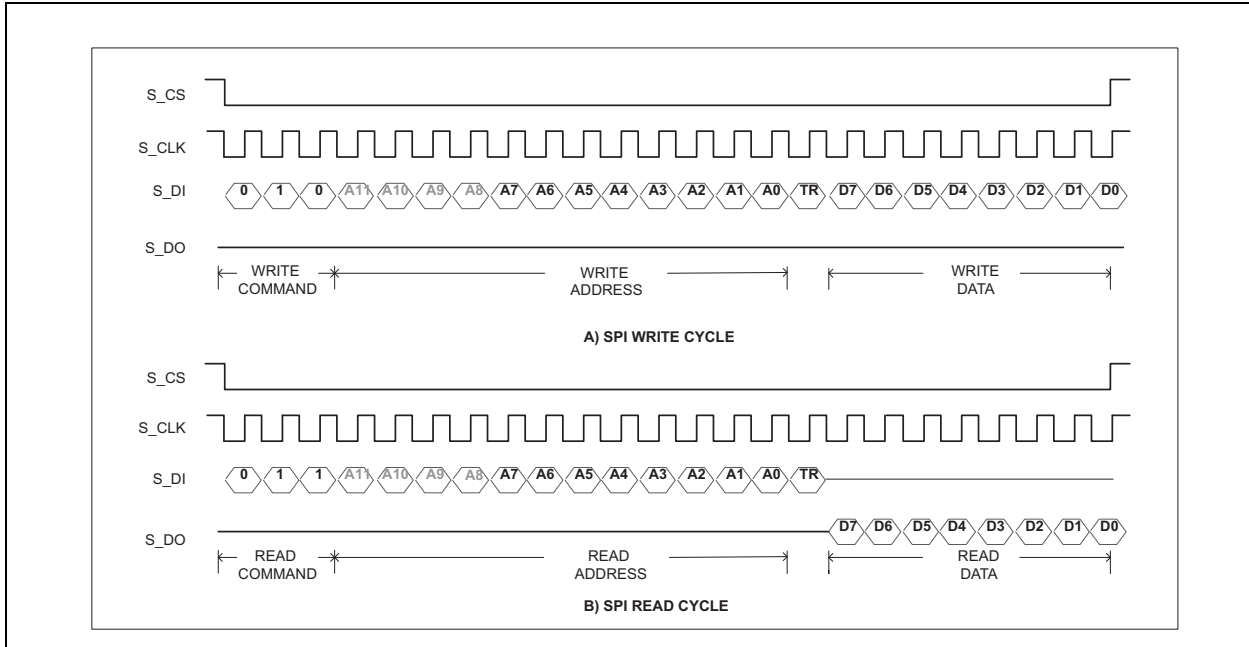 S_CS
S_CLK
S_DI 0 1 0 A11 A10 A9 A8 A7 A6 A5 A4 A3 A2 A1 A0 TR D7 D6 D5 D4 D3 D2 D1 D0
S_DO
WRITE COMMAND
WRITE ADDRESS
WRITE DATA
A) SPI WRITE CYCLE
S_CS
S_CLK
S_DI 0 1 1 A11 A10 A9 A8 A7 A6 A5 A4 A3 A2 A1 A0 TR
S_DO D7 D6 D5 D4 D3 D2 D1 D0
READ COMMAND
READ ADDRESS
READ DATA
B) SPI READ CYCLE